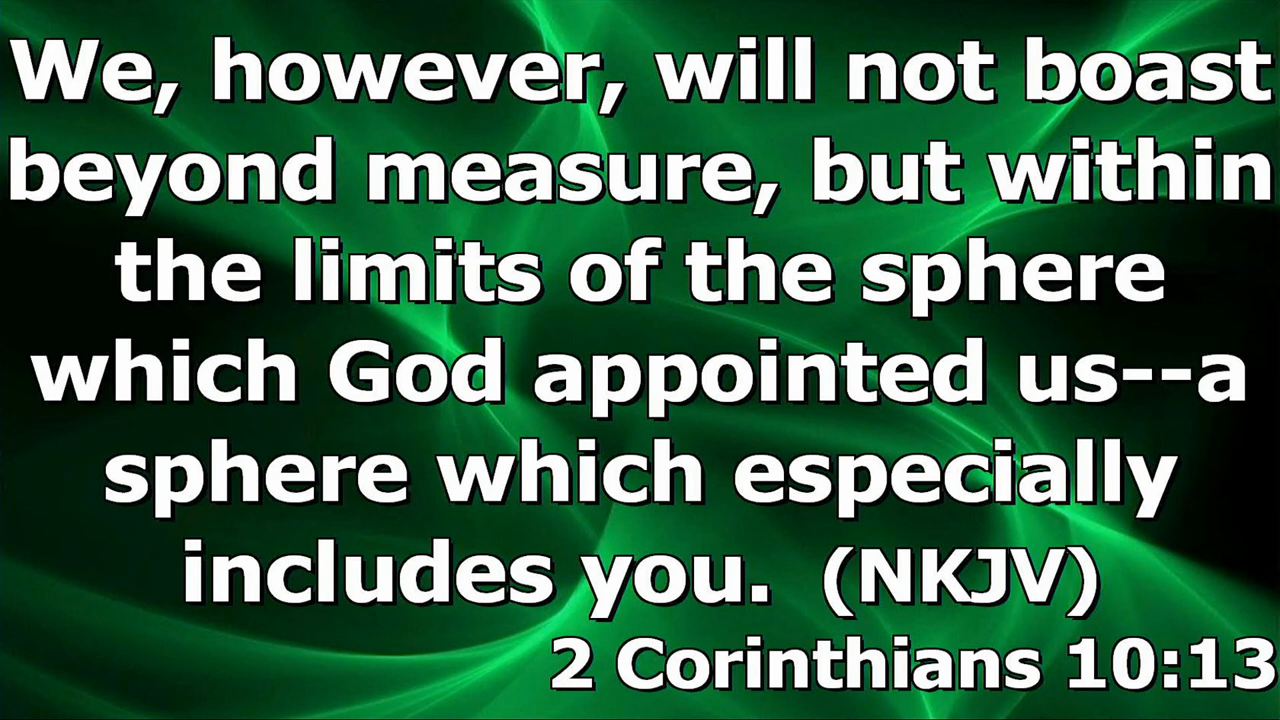 We, however, will not boast
beyond measure, but within
the limits of the sphere
which God appointed us--a
sphere which especially
includes you.  (NKJV)
2 Corinthians 10:13